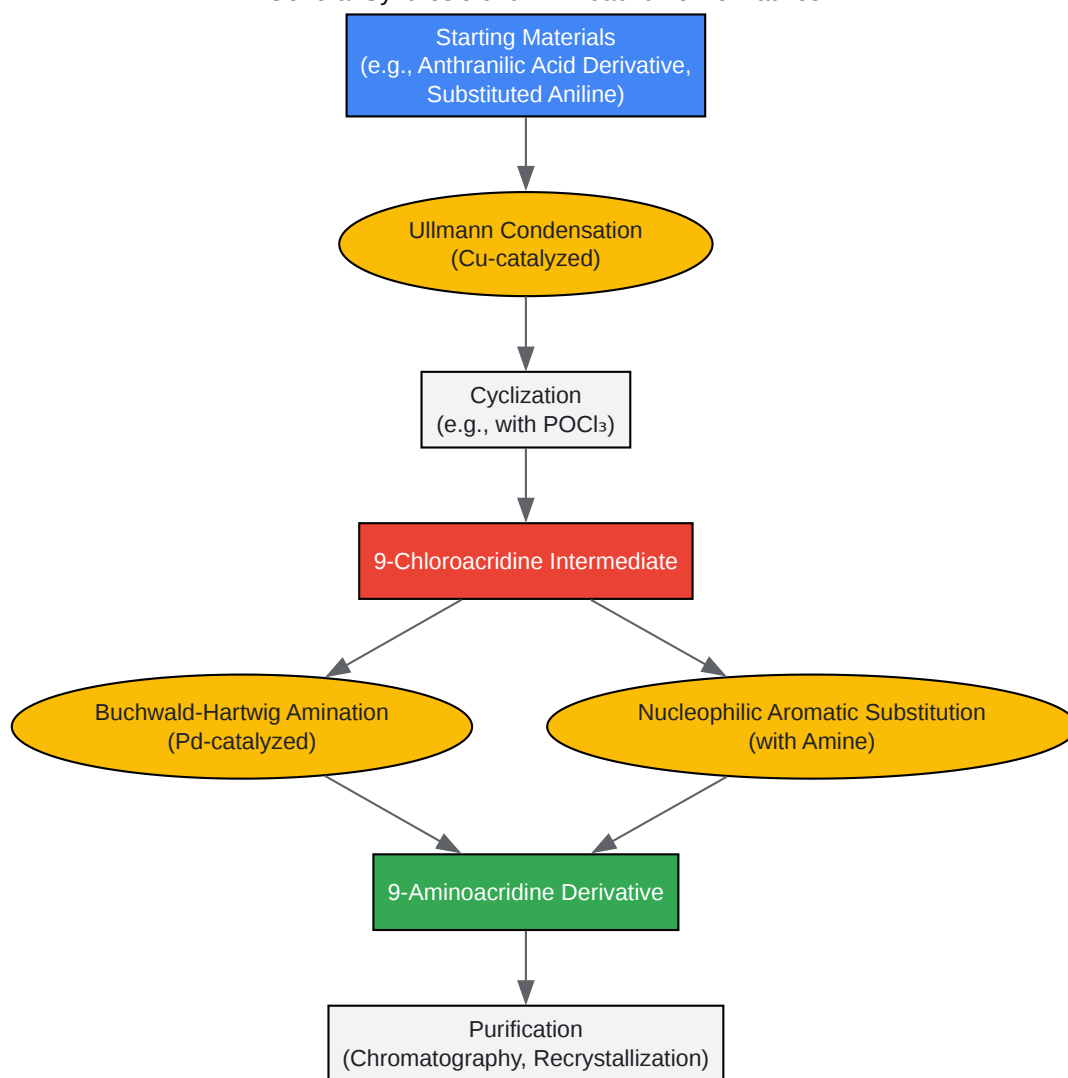 Starting Materials
(e.g., Anthranilic Acid Derivative,
Substituted Aniline)
Ullmann Condensation
(Cu-catalyzed)
Cyclization
(e.g., with POCl₃)
9-Chloroacridine Intermediate
Buchwald-Hartwig Amination
(Pd-catalyzed)
Nucleophilic Aromatic Substitution
(with Amine)
9-Aminoacridine Derivative
Purification
(Chromatography, Recrystallization)